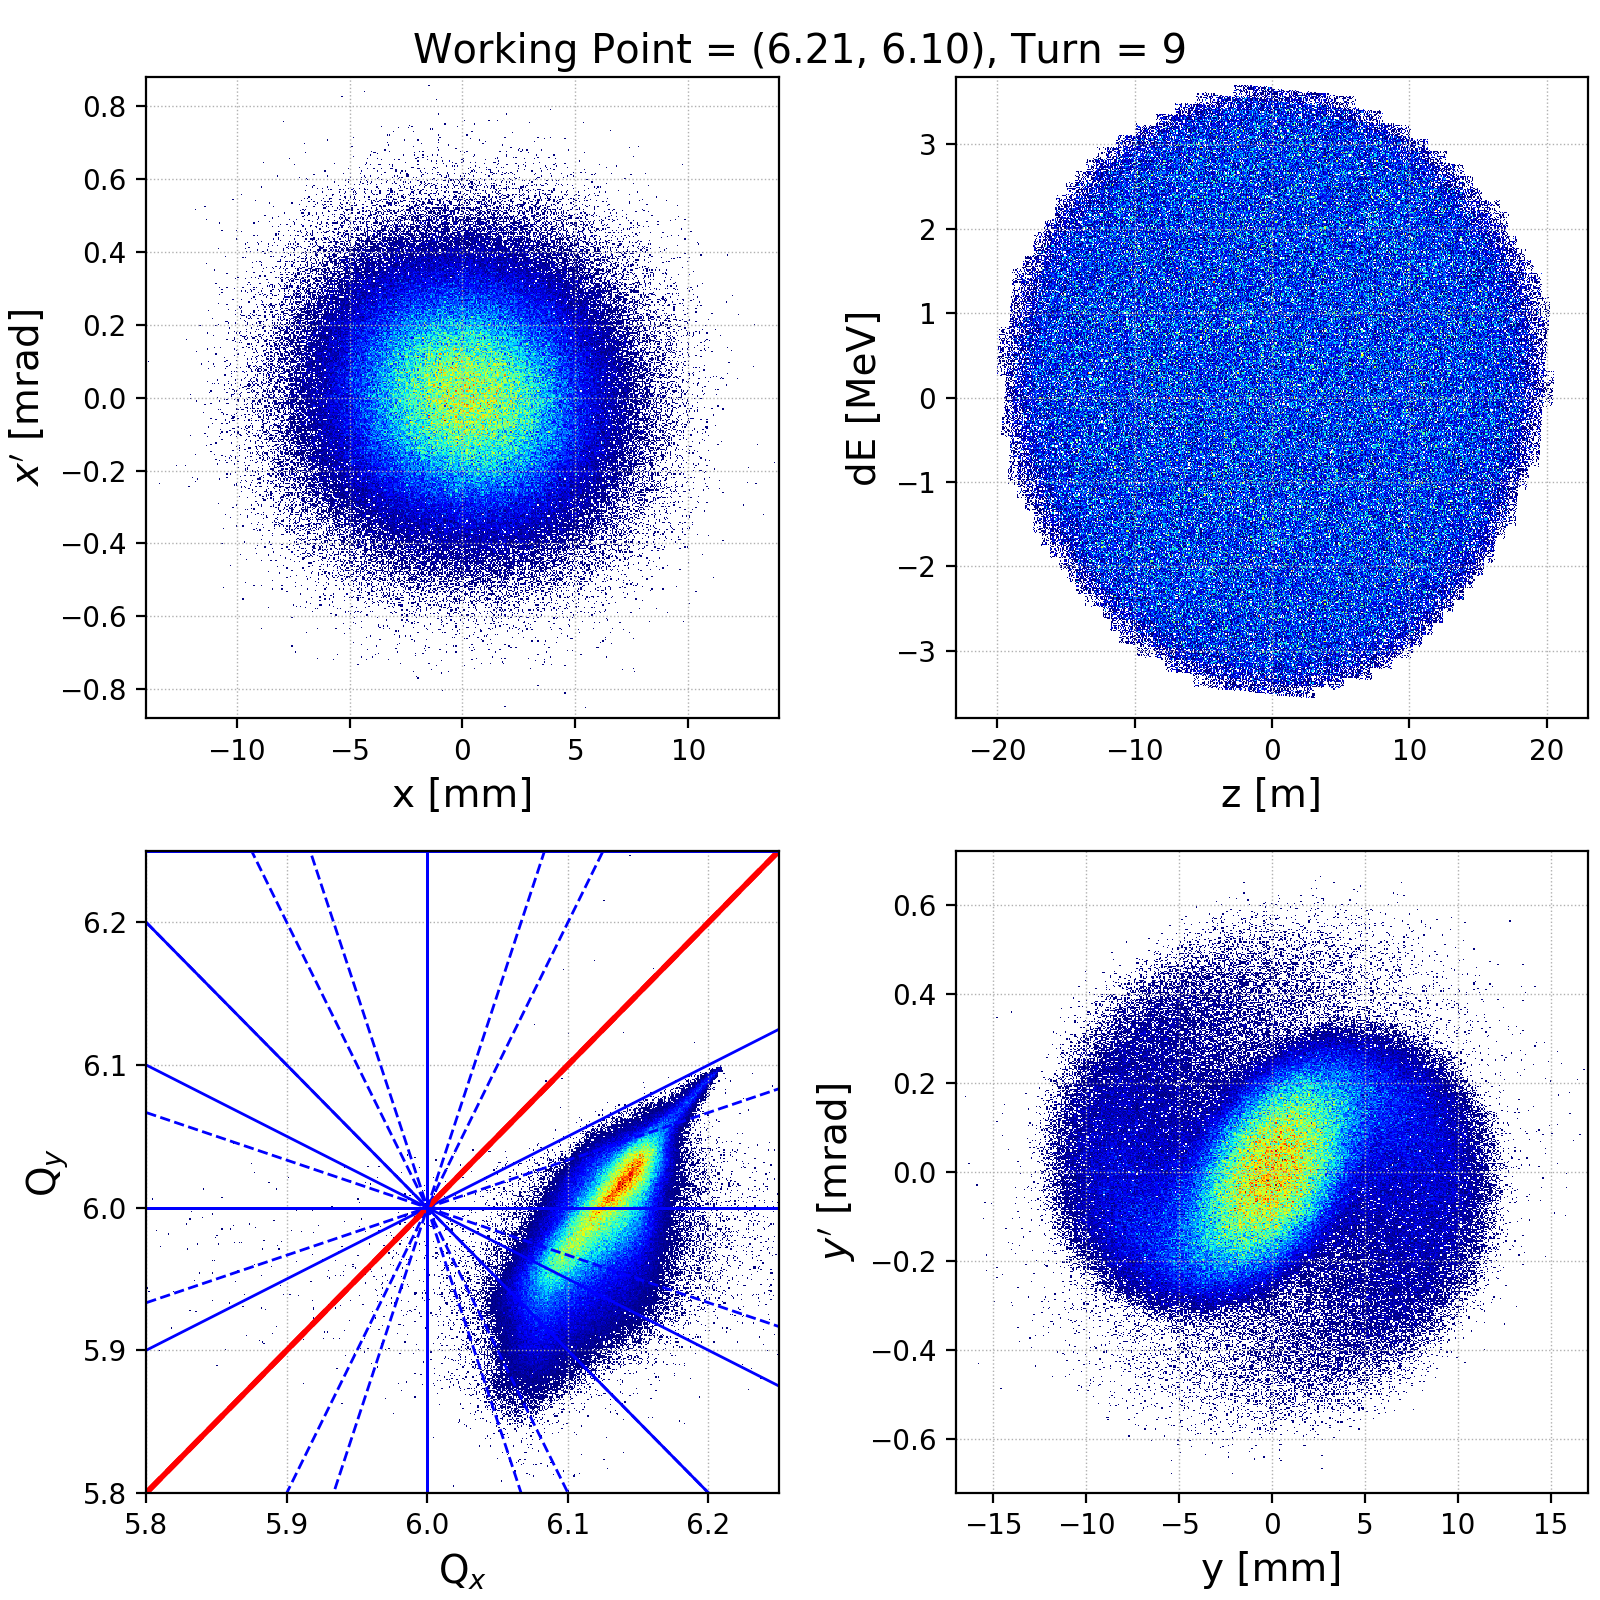 Working Point = (6.21, 6.10), Turn = 9
0.8
0.6
0.4
0.2
0.0
−0.2
−0.4
−0.6
−0.8
x′ [mrad]
−10 −5 0 5 10
x [mm]
3
2
1
0
−1
−2
−3
dE [MeV]
−20 −10 0 10 20
z [m]
6.2
6.1
6.0
5.9
5.8
Qy
5.8 5.9 6.0 6.1 6.2
Qx
0.6
0.4
0.2
0.0
−0.2
−0.4
−0.6
y′ [mrad]
−15 −10 −5 0 5 10 15
y [mm]